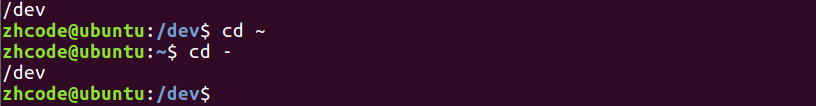 /dev
zhcode@ubuntu:/dev$ cd ~
zhcode@ubuntu:~$ cd -
/dev
zhcode@ubuntu:/dev$